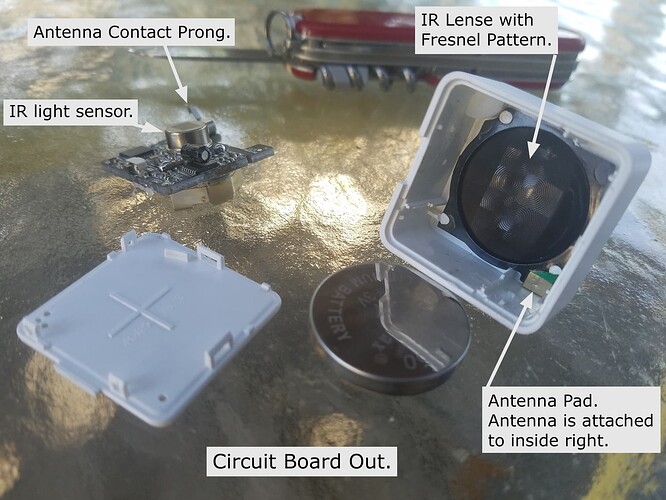 IR Lense with
Fresnel Pattern.
Antenna Contact Prong.
IR light sensor.
BATTERY
Antenna Pad.
Antenna is attached
to inside right.
Circuit Board Out.